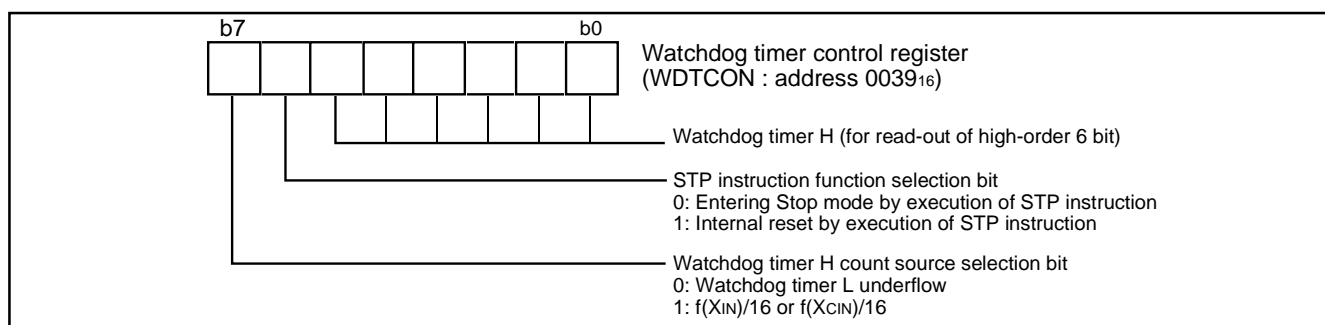 b7 b0
Watchdog timer control register
(WDTCON : address 0039₁₆)
Watchdog timer H (for read-out of high-order 6 bit)
STP instruction function selection bit
0: Entering Stop mode by execution of STP instruction
1: Internal reset by execution of STP instruction
Watchdog timer H count source selection bit
0: Watchdog timer L underflow
1: f(XIN)/16 or f(XCIN)/16